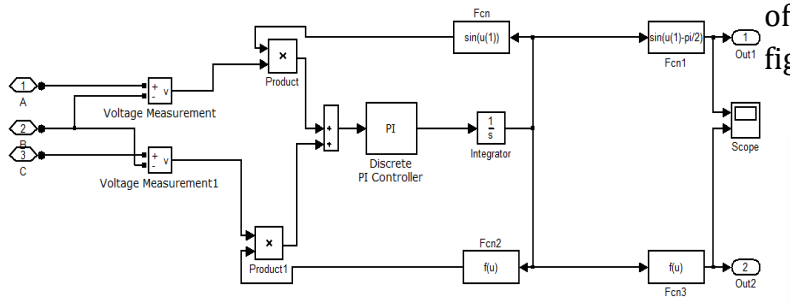 of
fig
Fcn
sin(u(1))
sin(u(1)-pi/2)
Fcn1
1
Out1
×
Product
1
A
+
-
v
Voltage Measurement
2
B
3
C
+
-
v
Voltage Measurement1
+
+
PI
Discrete
PI Controller
1
s
Integrator
Scope
×
Product1
Fcn2
f(u)
f(u)
Fcn3
2
Out2